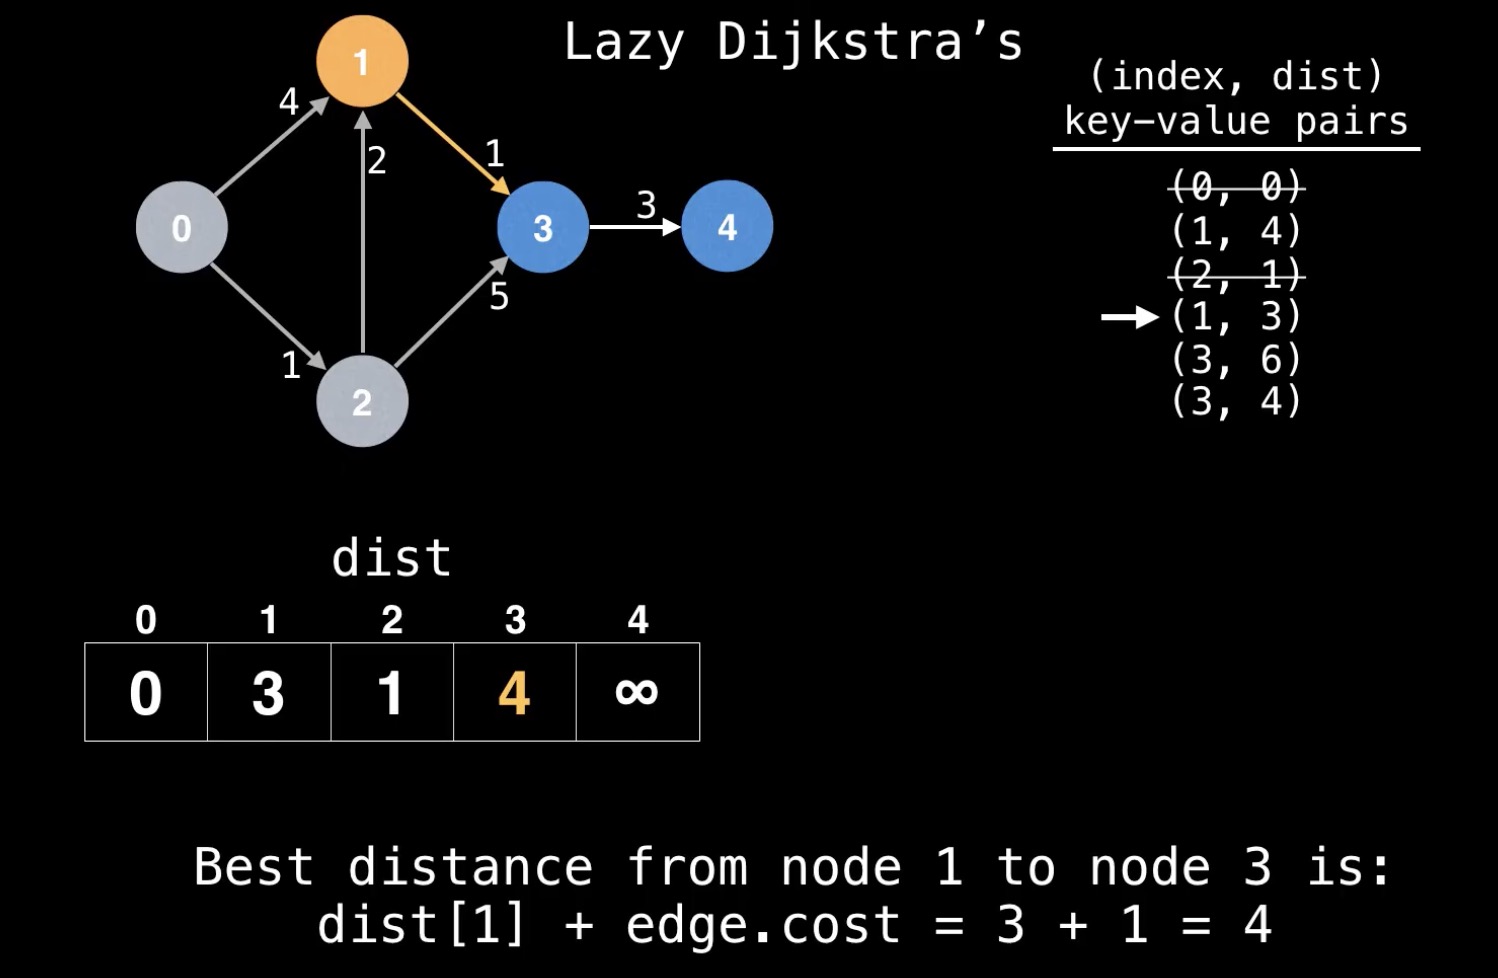 Lazy Dijkstra’s
1
4
1
2
0
3
3
4
5
1
2
(index, dist)
key-value pairs
(0, 0)
(1, 4)
(2, 1)
(1, 3)
(3, 6)
(3, 4)
dist
0 1 2 3 4
0 3 1 4 ∞
Best distance from node 1 to node 3 is:
dist[1] + edge.cost = 3 + 1 = 4